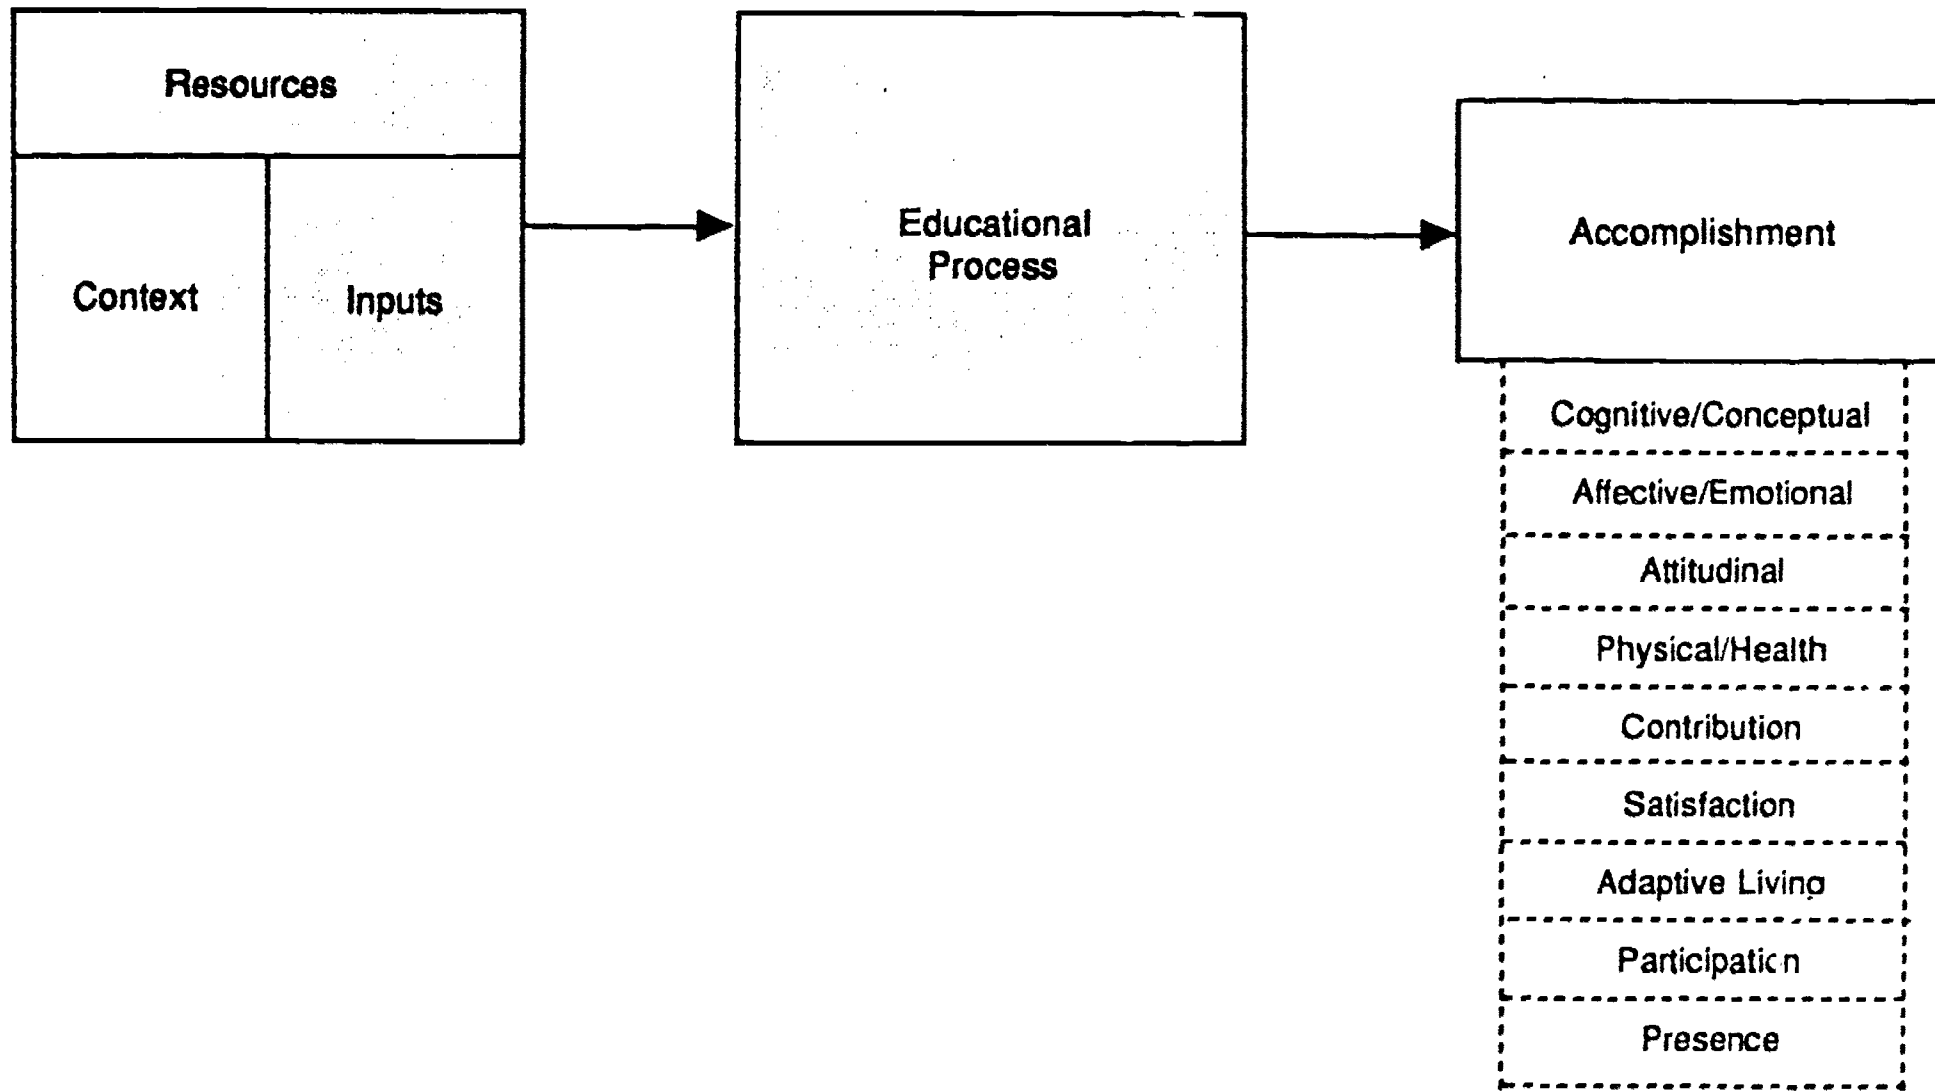 Resources
Context
Inputs
Educational
Process
Accomplishment
Cognitive/Conceptual
Affective/Emotional
Attitudinal
Physical/Health
Contribution
Satisfaction
Adaptive Living
Participation
Presence